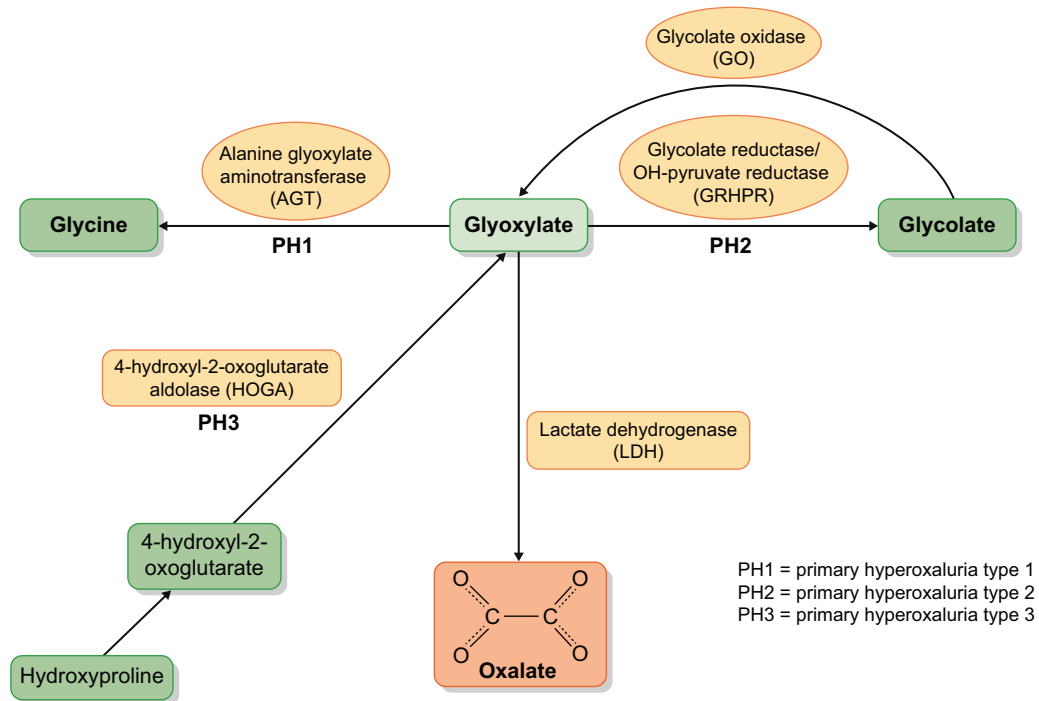 Glycolate oxidase
(GO)
Alanine glyoxylate
aminotransferase
(AGT)
Glycolate reductase/
OH-pyruvate reductase
(GRHPR)
Glycine
Glyoxylate
Glycolate
PH1
PH2
4-hydroxyl-2-oxoglutarate
aldolase (HOGA)
PH3
Lactate dehydrogenase
(LDH)
4-hydroxyl-2-
oxoglutarate
Hydroxyproline
O O
C C
O O
Oxalate
PH1 = primary hyperoxaluria type 1
PH2 = primary hyperoxaluria type 2
PH3 = primary hyperoxaluria type 3